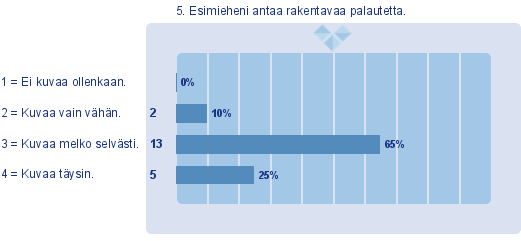 5. Esimieheni antaa rakentavaa palautetta.
1 = Ei kuvaa ollenkaan. 0%
2 = Kuvaa vain vähän. 2 10%
3 = Kuvaa melko selvästi. 13 65%
4 = Kuvaa täysin. 5 25%